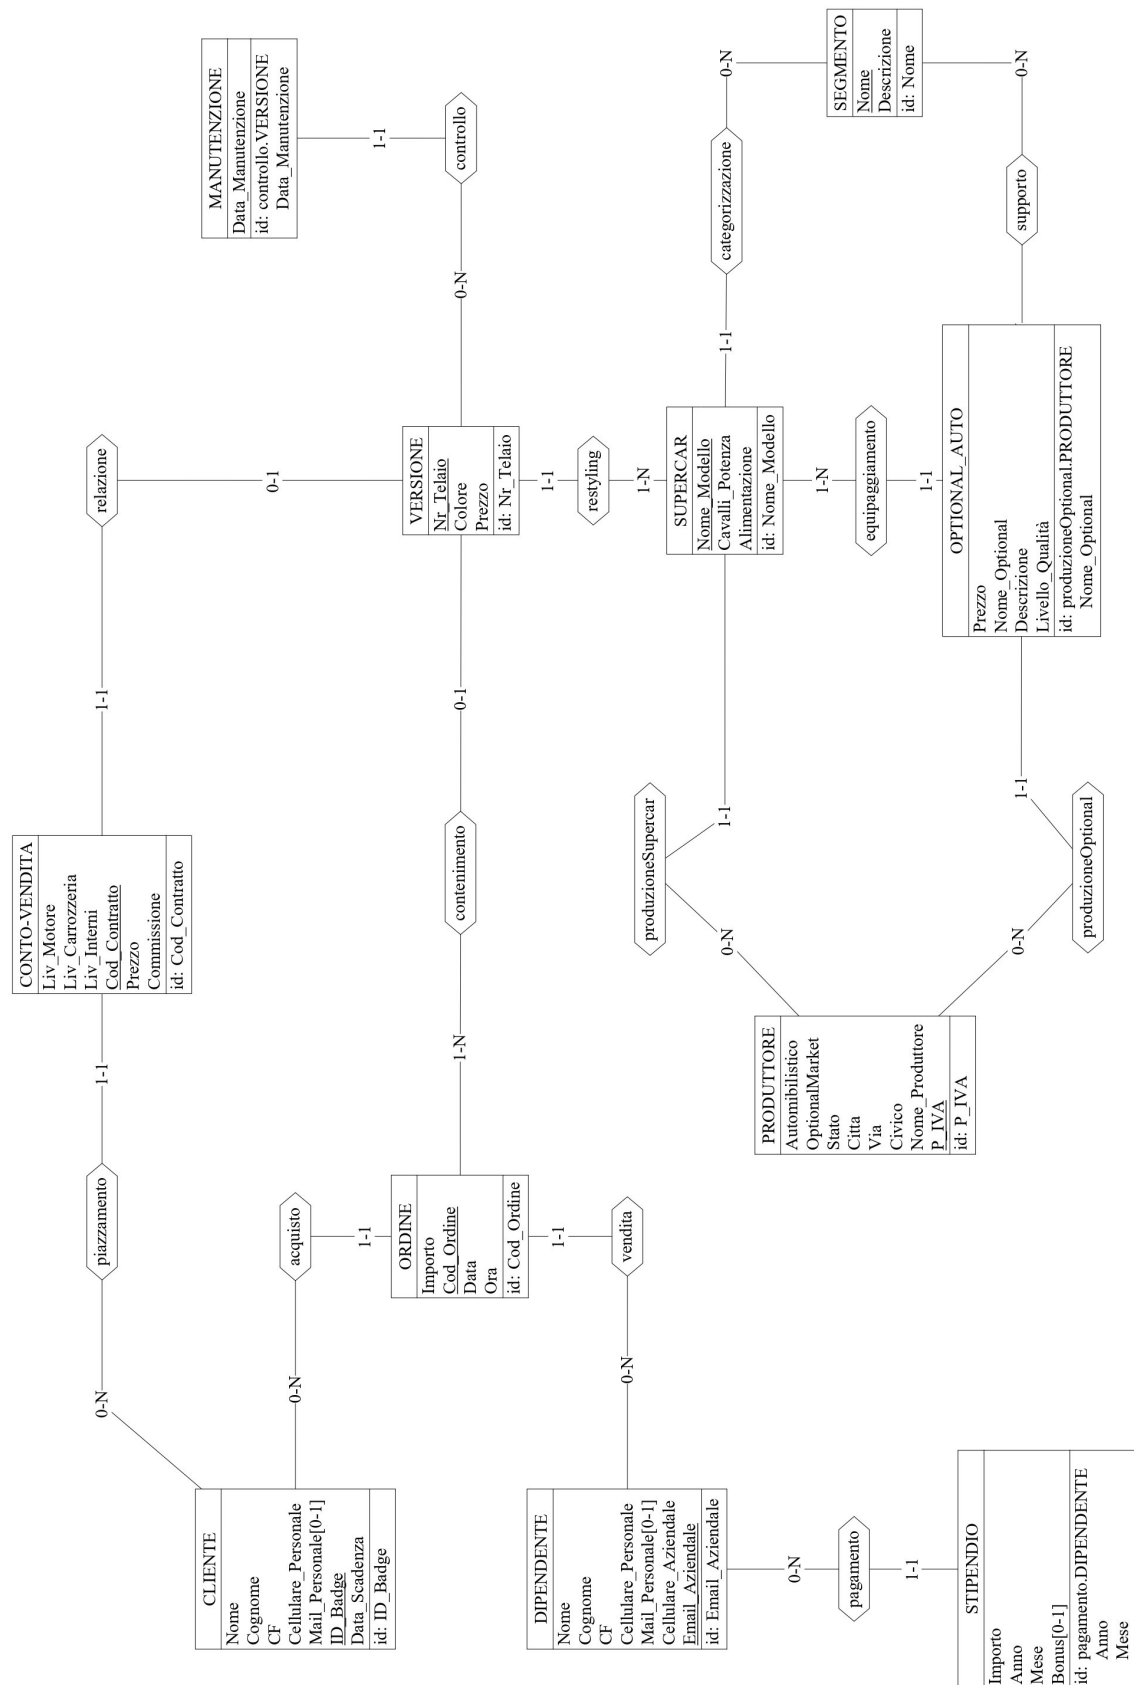 CLIENTE
Nome
Cognome
CF
Cellulare_Personale
Mail_Personale[0-1]
ID_Badge
Data_Scadenza
id: ID_Badge
0-N
piazzamento
1-1
CONTO-VENDITA
Liv_Motore
Liv_Carrozzeria
Liv_Interni
Cod_Contratto
Prezzo
Commissione
id: Cod_Contratto
1-1
relazione
0-1
MANUTENZIONE
Data_Manutenzione
id: controllo.VERSIONE
Data_Manutenzione
1-1
controllo
0-N
0-N
acquisto
1-1
ORDINE
Importo
Cod_Ordine
Data
Ora
id: Cod_Ordine
1-N
contenimento
0-1
VERSIONE
Nr_Telaio
Colore
Prezzo
id: Nr_Telaio
1-1
restyling
1-N
1-1
vendita
0-N
DIPENDENTE
Nome
Cognome
CF
Cellulare_Personale
Mail_Personale[0-1]
Cellulare_Aziendale
Email_Aziendale
id: Email_Aziendale
0-N
pagamento
1-1
STIPENDIO
Importo
Anno
Mese
Bonus[0-1]
id: pagamento.DIPENDENTE
Anno
Mese
PRODUTTORE
Automibilistico
OptionalMarket
Stato
Citta
Via
Civico
Nome_Produttore
P_IVA
id: P_IVA
0-N
produzioneSupercar
1-1
0-N
produzioneOptional
1-1
SUPERCAR
Nome_Modello
Cavalli_Potenza
Alimentazione
id: Nome_Modello
1-1
categorizzazione
0-N
SEGMENTO
Nome
Descrizione
id: Nome
0-N
supporto
1-N
equipaggiamento
1-1
OPTIONAL_AUTO
Prezzo
Nome_Optional
Descrizione
Livello_Qualità
id: produzioneOptional.PRODUTTORE
Nome_Optional